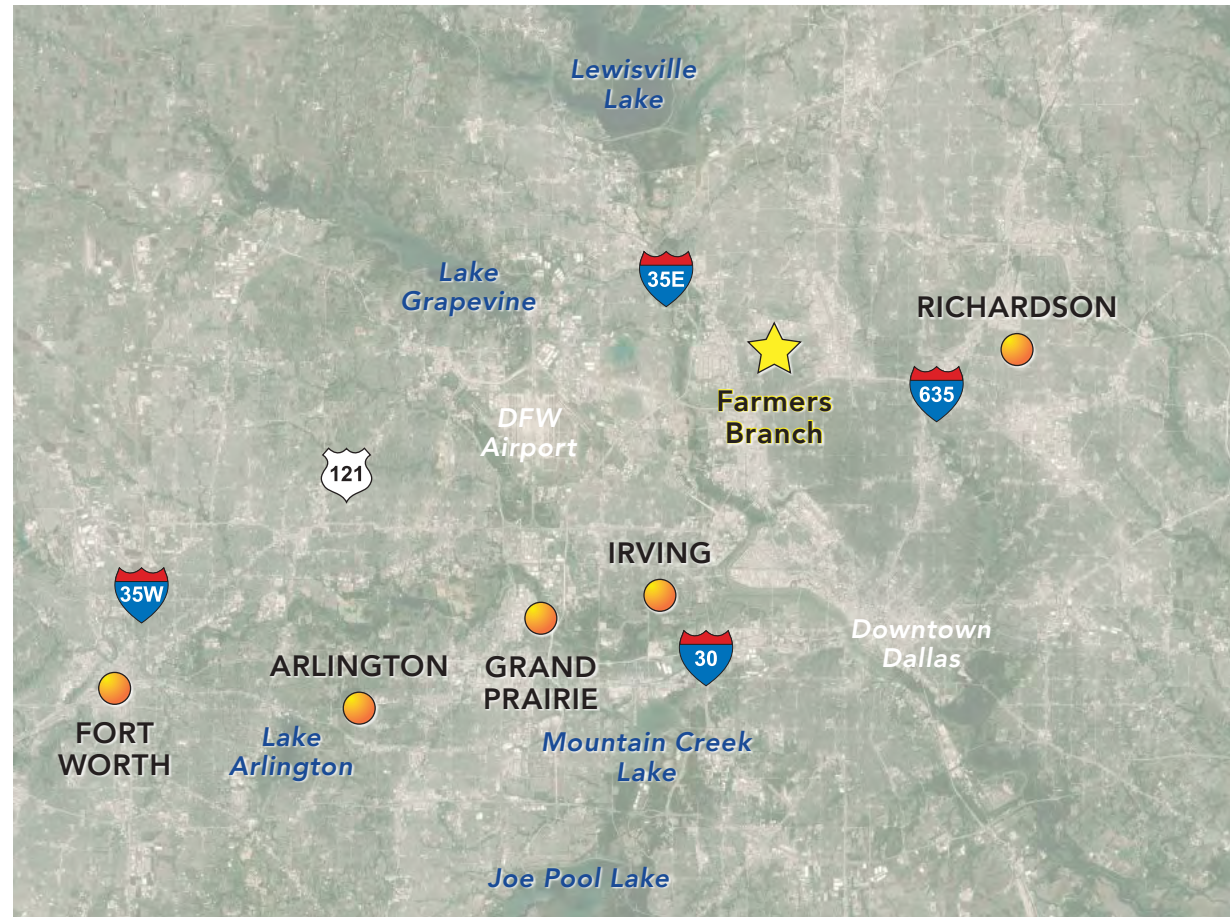 Lewisville
Lake
Lake
Grapevine
35E
RICHARDSON
635
Farmers
Branch
DFW
Airport
121
IRVING
35W
30
Downtown
Dallas
ARLINGTON
GRAND
PRAIRIE
FORT
WORTH
Lake
Arlington
Mountain Creek
Lake
Joe Pool Lake